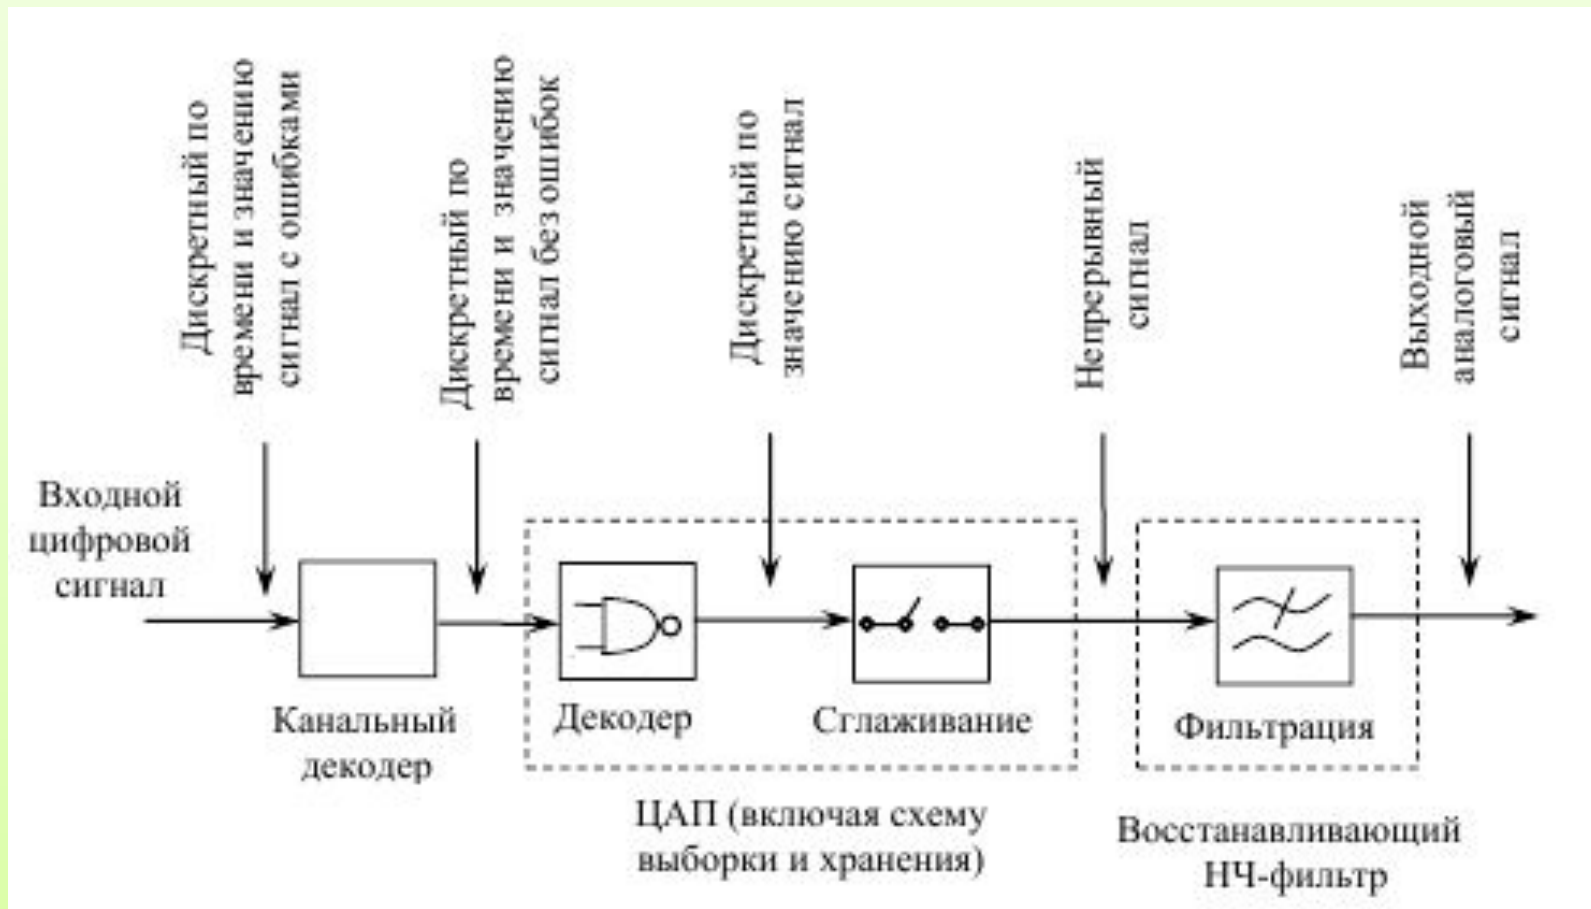 Дискретный по
времени и значению
сигнал с ошибками
Дискретный по
времени и значению
сигнал без ошибок
Дискретный по
значению сигнал
Непрерывный
сигнал
Выходной
аналоговый
сигнал
Входной
цифровой
сигнал
Канальный
декодер
Декодер
Сглаживание
Фильтрация
ЦАП (включая схему
выборки и хранения)
Восстанавливающий
НЧ-фильтр